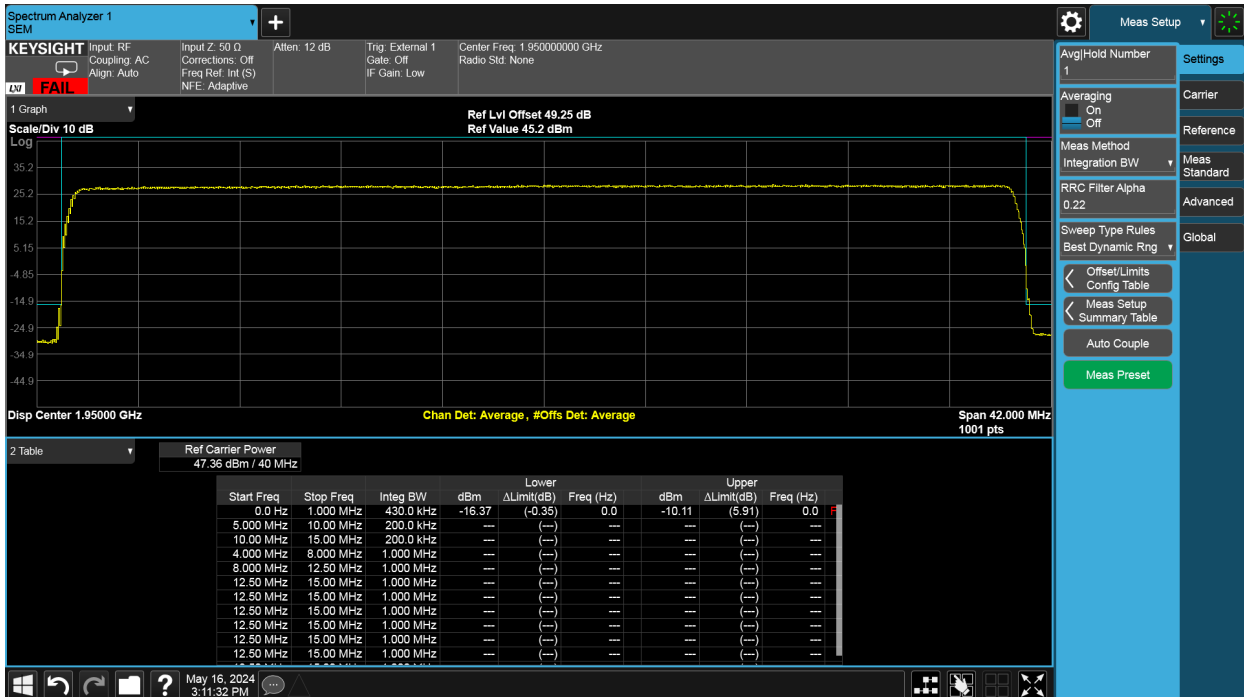 Spectrum Analyzer 1
SEM
Meas Setup
KEYSIGHT
LXI
FAIL
Input: RF
Coupling: AC
Align: Auto
Input Z: 50 Ω
Corrections: Off
Freq Ref: Int (S)
NFE: Adaptive
Atten: 12 dB
Trig: External 1
Gate: Off
IF Gain: Low
Center Freq: 1.950000000 GHz
Radio Std: None
1 Graph
Scale/Div 10 dB
Ref Lvl Offset 49.25 dB
Ref Value 45.2 dBm
Log
35.2
25.2
15.2
5.15
-4.85
-14.9
-24.9
-34.9
-44.9
Disp Center 1.95000 GHz
Chan Det: Average , #Offs Det: Average
Span 42.000 MHz
1001 pts
2 Table
Ref Carrier Power
47.36 dBm / 40 MHz
Lower Upper
Start Freq Stop Freq Integ BW dBm ΔLimit(dB) Freq (Hz) dBm ΔLimit(dB) Freq (Hz)
0.0 Hz 1.000 MHz 430.0 kHz -16.37 (-0.35) 0.0 -10.11 (5.91) 0.0 F
5.000 MHz 10.00 MHz 200.0 kHz --- (---) --- --- (---) ---
10.00 MHz 15.00 MHz 200.0 kHz --- (---) --- --- (---) ---
4.000 MHz 8.000 MHz 1.000 MHz --- (---) --- --- (---) ---
8.000 MHz 12.50 MHz 1.000 MHz --- (---) --- --- (---) ---
12.50 MHz 15.00 MHz 1.000 MHz --- (---) --- --- (---) ---
12.50 MHz 15.00 MHz 1.000 MHz --- (---) --- --- (---) ---
12.50 MHz 15.00 MHz 1.000 MHz --- (---) --- --- (---) ---
12.50 MHz 15.00 MHz 1.000 MHz --- (---) --- --- (---) ---
12.50 MHz 15.00 MHz 1.000 MHz --- (---) --- --- (---) ---
12.50 MHz 15.00 MHz 1.000 MHz --- (---) --- --- (---) ---
Avg|Hold Number
1
Averaging
On
Off
Meas Method
Integration BW
RRC Filter Alpha
0.22
Sweep Type Rules
Best Dynamic Rng
Offset/Limits
Config Table
Meas Setup
Summary Table
Auto Couple
Meas Preset
Settings
Carrier
Reference
Meas
Standard
Advanced
Global
?
May 16, 2024
3:11:32 PM